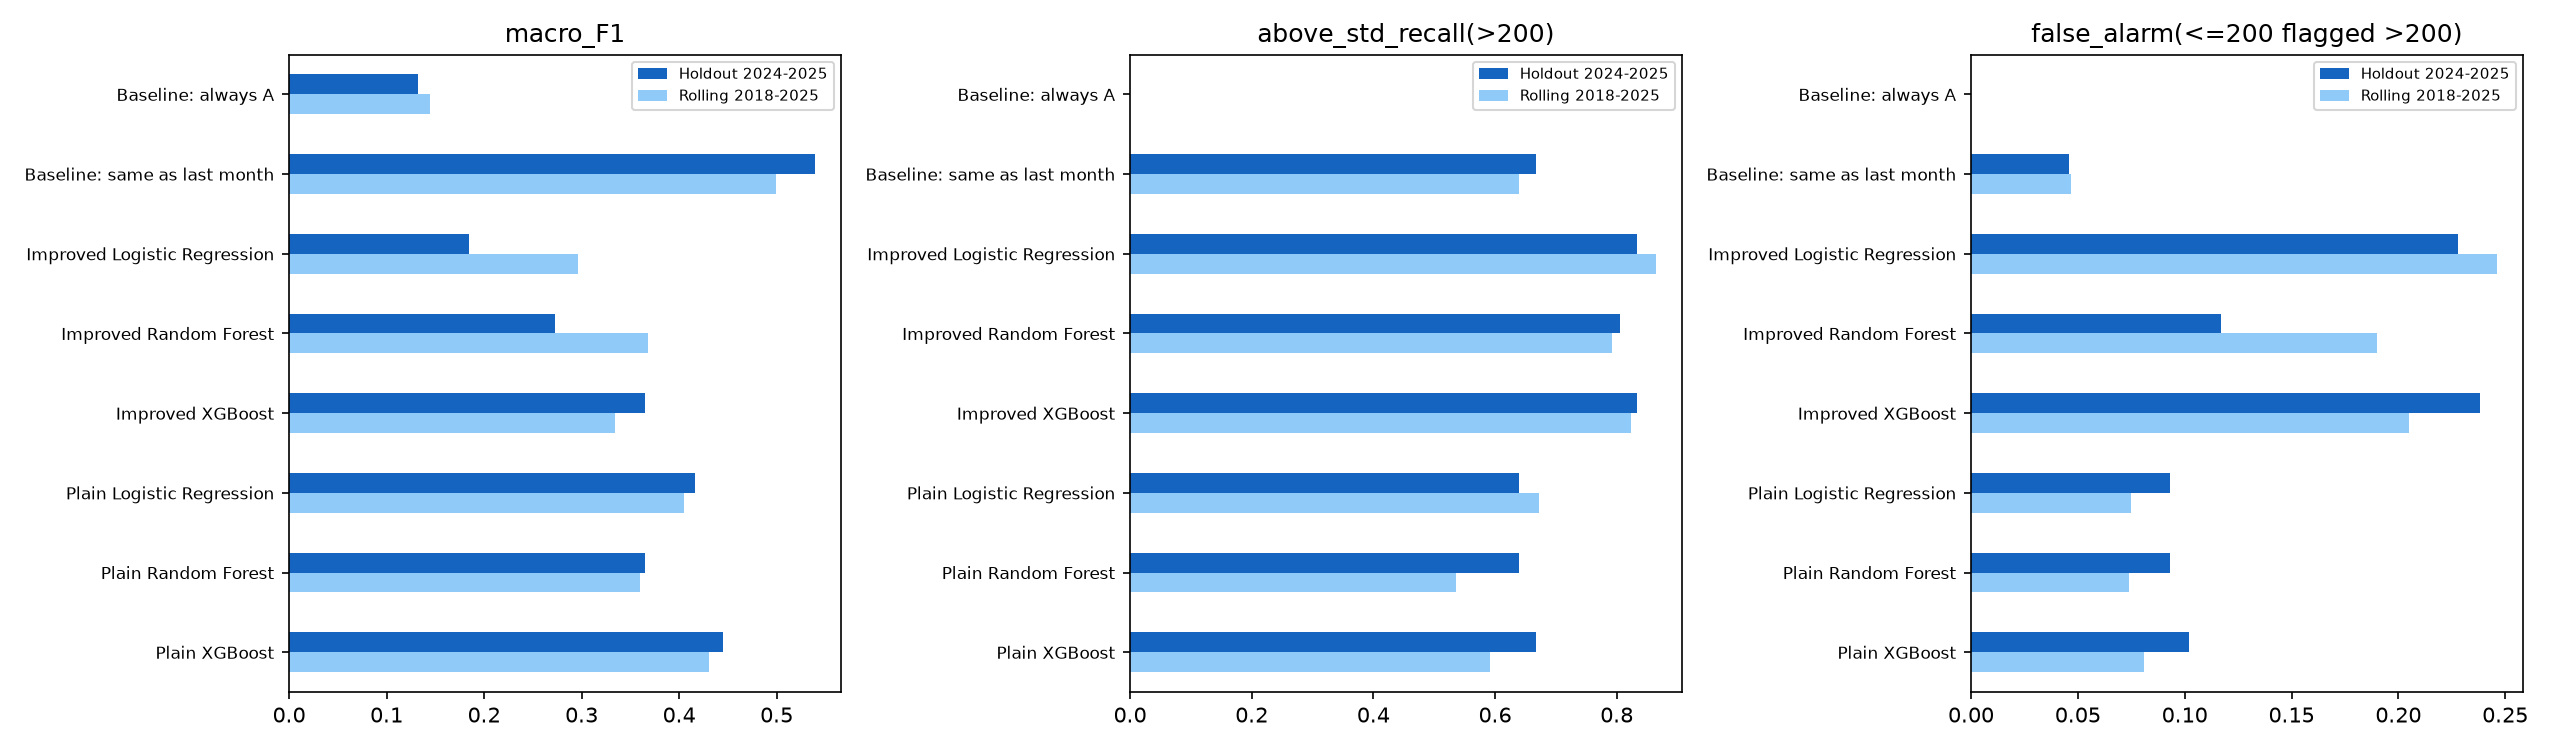 macro_F1
Holdout 2024-2025
Rolling 2018-2025
Baseline: always A
Baseline: same as last month
Improved Logistic Regression
Improved Random Forest
Improved XGBoost
Plain Logistic Regression
Plain Random Forest
Plain XGBoost
0.0 0.1 0.2 0.3 0.4 0.5
above_std_recall(>200)
Holdout 2024-2025
Rolling 2018-2025
Baseline: always A
Baseline: same as last month
Improved Logistic Regression
Improved Random Forest
Improved XGBoost
Plain Logistic Regression
Plain Random Forest
Plain XGBoost
0.0 0.2 0.4 0.6 0.8
false_alarm(<=200 flagged >200)
Holdout 2024-2025
Rolling 2018-2025
Baseline: always A
Baseline: same as last month
Improved Logistic Regression
Improved Random Forest
Improved XGBoost
Plain Logistic Regression
Plain Random Forest
Plain XGBoost
0.00 0.05 0.10 0.15 0.20 0.25